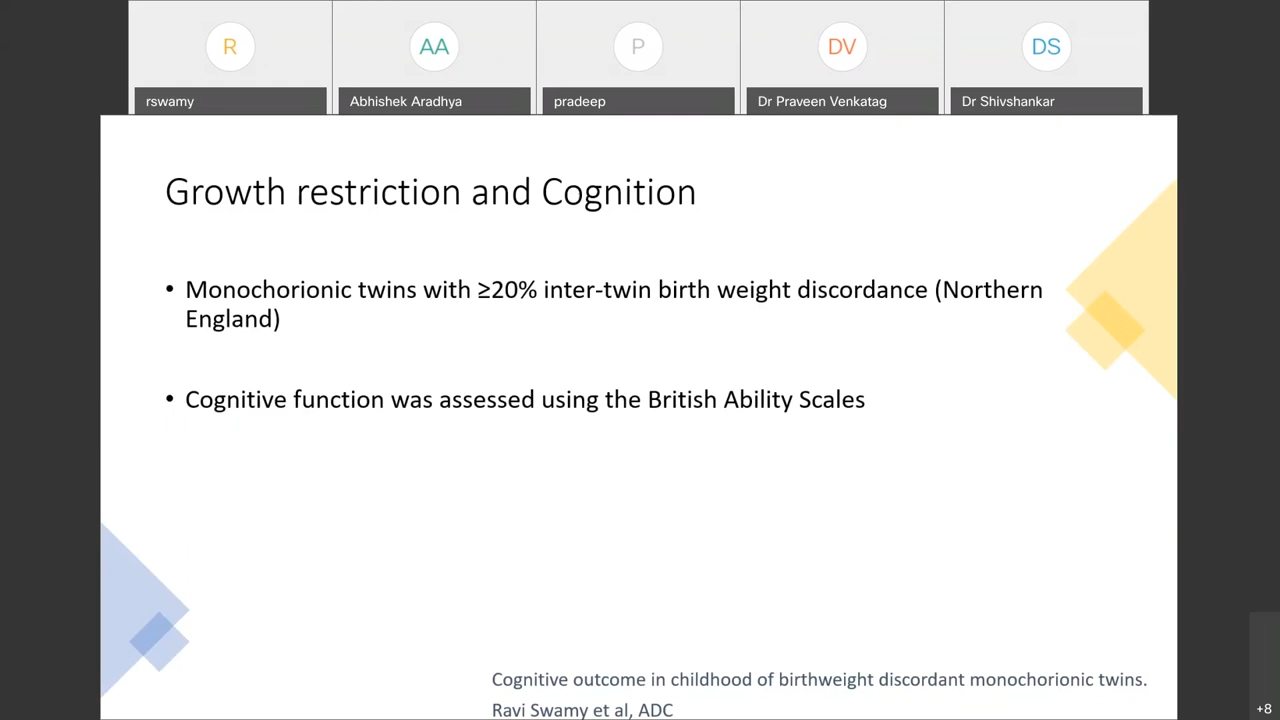 R
AA
P
DV
DS
rswamy
Abhishek Aradhya
pradeep
Dr Praveen Venkatag
Dr Shivshankar
Growth restriction and Cognition
• Monochorionic twins with ≥20% inter-twin birth weight discordance (Northern
England)
• Cognitive function was assessed using the British Ability Scales
Cognitive outcome in childhood of birthweight discordant monochorionic twins.
Ravi Swamy et al, ADC
+8